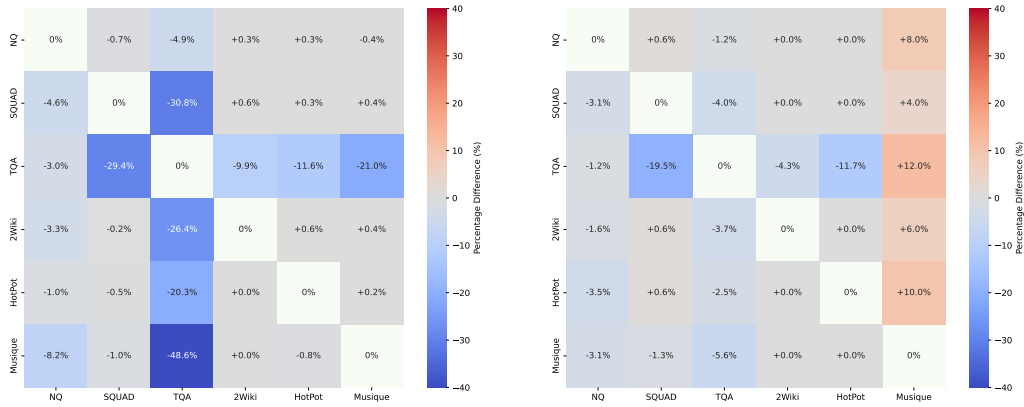 NQ 0% -0.7% -4.9% +0.3% +0.3% -0.4%
SQUAD -4.6% 0% -30.8% +0.6% +0.3% +0.4%
TQA -3.0% -29.4% 0% -9.9% -11.6% -21.0%
2Wiki -3.3% -0.2% -26.4% 0% +0.6% +0.4%
HotPot -1.0% -0.5% -20.3% +0.0% 0% +0.2%
Musique -8.2% -1.0% -48.6% +0.0% -0.8% 0%
NQ SQUAD TQA 2Wiki HotPot Musique
40
30
20
10
0
−10
−20
−30
−40
Percentage Difference (%)
NQ 0% +0.6% -1.2% +0.0% +0.0% +8.0%
SQUAD -3.1% 0% -4.0% +0.0% +0.0% +4.0%
TQA -1.2% -19.5% 0% -4.3% -11.7% +12.0%
2Wiki -1.6% +0.6% -3.7% 0% +0.0% +6.0%
HotPot -3.5% +0.6% -2.5% +0.0% 0% +10.0%
Musique -3.1% -1.3% -5.6% +0.0% +0.0% 0%
NQ SQUAD TQA 2Wiki HotPot Musique
40
30
20
10
0
−10
−20
−30
−40
Percentage Difference (%)